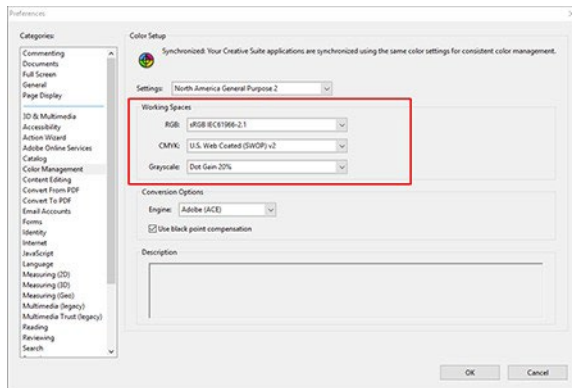 Preferences
Categories:
Commenting
Documents
Full Screen
General
Page Display
3D & Multimedia
Accessibility
Action Wizard
Adobe Online Services
Catalog
Color Management
Content Editing
Convert From PDF
Convert To PDF
Email Accounts
Forms
Identity
Internet
JavaScript
Language
Measuring (2D)
Measuring (3D)
Measuring (Geo)
Multimedia (legacy)
Multimedia Trust (legacy)
Reading
Reviewing
Search
Color Setup
Synchronized: Your Creative Suite applications are synchronized using the same color settings for consistent color management.
Settings: North America General Purpose 2
Working Spaces
RGB: sRGB IEC61966-2.1
CMYK: U.S. Web Coated (SWOP) v2
Grayscale: Dot Gain 20%
Conversion Options
Engine: Adobe (ACE)
Use black point compensation
Description
OK Cancel